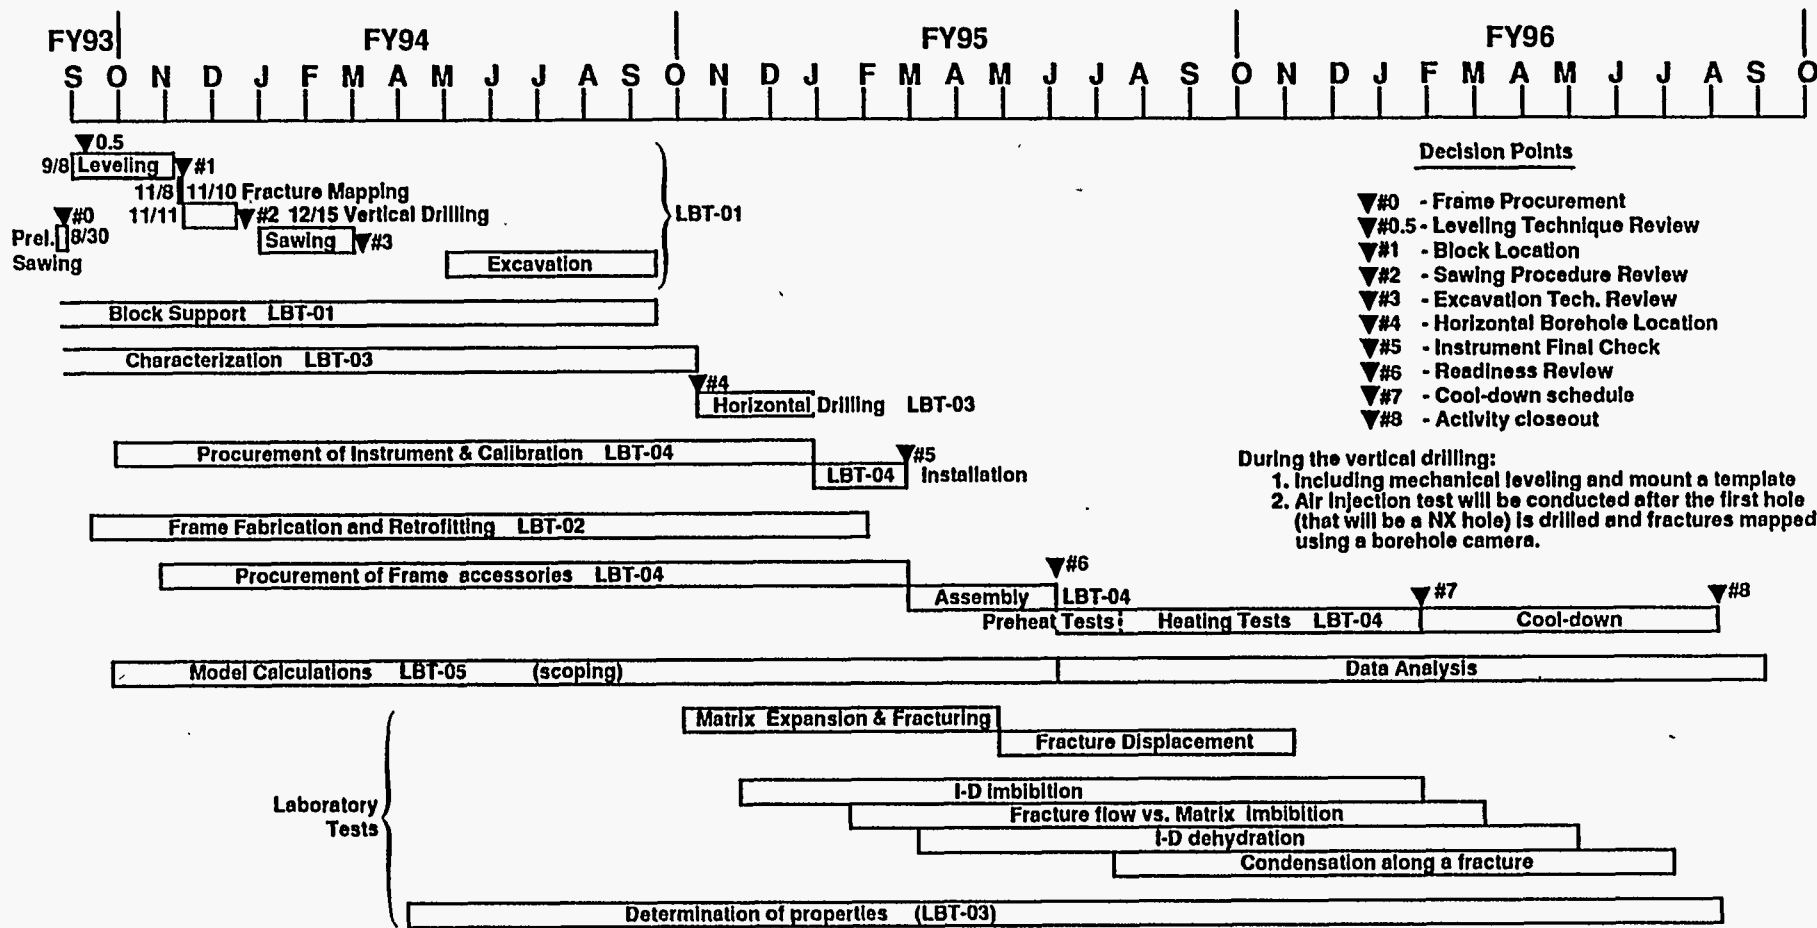 FY93 FY94 FY95 FY96
S O N D J F M A M J J A S O N D J F M A M J J A S O N D J F M A M J J A S O
0.5
9/8 Leveling #1
11/8 11/10 Fracture Mapping
#0 11/11 #2 12/15 Vertical Drilling
Prel. 8/30
Sawing
Sawing #3
Excavation
LBT-01
Block Support LBT-01
Characterization LBT-03
#4
Horizontal Drilling LBT-03
Procurement of Instrument & Calibration LBT-04
#5
LBT-04 Installation
Frame Fabrication and Retrofitting LBT-02
Procurement of Frame accessories LBT-04
#6
Assembly LBT-04
#7
#8
Preheat Tests Heating Tests LBT-04 Cool-down
Model Calculations LBT-05 (scoping) Data Analysis
Laboratory
Tests
Matrix Expansion & Fracturing
Fracture Displacement
I-D imbibition
Fracture flow vs. Matrix Imbibition
I-D dehydration
Condensation along a fracture
Determination of properties (LBT-03)
Decision Points
#0 - Frame Procurement
#0.5 - Leveling Technique Review
#1 - Block Location
#2 - Sawing Procedure Review
#3 - Excavation Tech. Review
#4 - Horizontal Borehole Location
#5 - Instrument Final Check
#6 - Readiness Review
#7 - Cool-down schedule
#8 - Activity closeout
During the vertical drilling:
1. Including mechanical leveling and mount a template
2. Air Injection test will be conducted after the first hole
(that will be a NX hole) is drilled and fractures mapped
using a borehole camera.